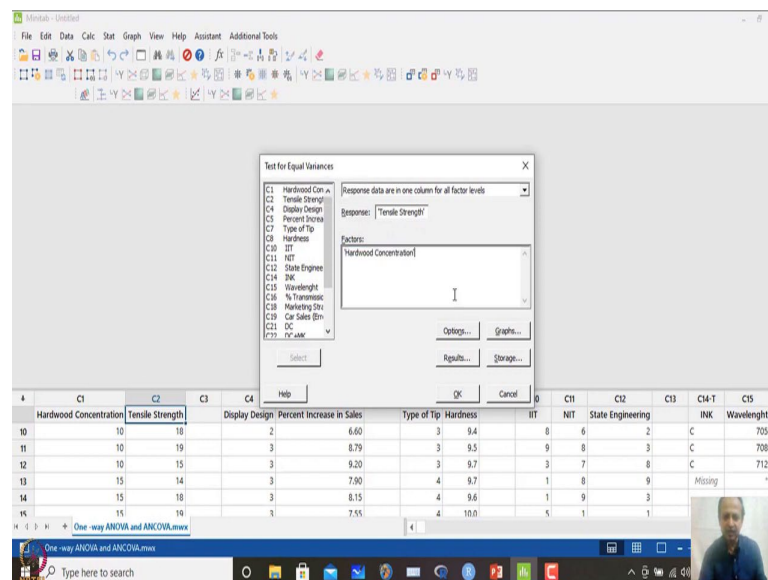 Minitab - Untitled
File Edit Data Calc Stat Graph View Help Assistant Additional Tools
Test for Equal Variances
X
C1 Hardwood Con
C2 Tensile Strengt
C4 Display Design
C5 Percent Increa
C7 Type of Tip
C8 Hardness
C10 IIT
C11 NIT
C12 State Enginee
C14 INK
C15 Wavelenght
C16 % Transmissic
C18 Marketing Stra
C19 Car Sales (Em
C21 DC
Response data are in one column for all factor levels
Response: 'Tensile Strength'
Factors:
'Hardwood Concentration'
Options... Graphs...
Select Results... Storage...
Help OK Cancel
C1 C2 C3 C4 C11 C12 C13 C14-T C15
Hardwood Concentration Tensile Strength Display Design Percent Increase in Sales Type of Tip Hardness IIT NIT State Engineering INK Wavelenght
10 10 18 2 6.60 3 9.4 8 6 2 C 705
11 10 19 3 8.79 3 9.5 9 8 3 C 708
12 10 15 3 9.20 3 9.7 3 7 8 C 712
13 15 14 3 7.90 4 9.7 1 8 9 Missing *
14 15 18 3 8.15 4 9.6 1 9 3
15 15 19 3 7.55 4 10.0 5 1 1
One -way ANOVA and ANCOVA.mwx
One -way ANOVA and ANCOVA.mwx
Type here to search